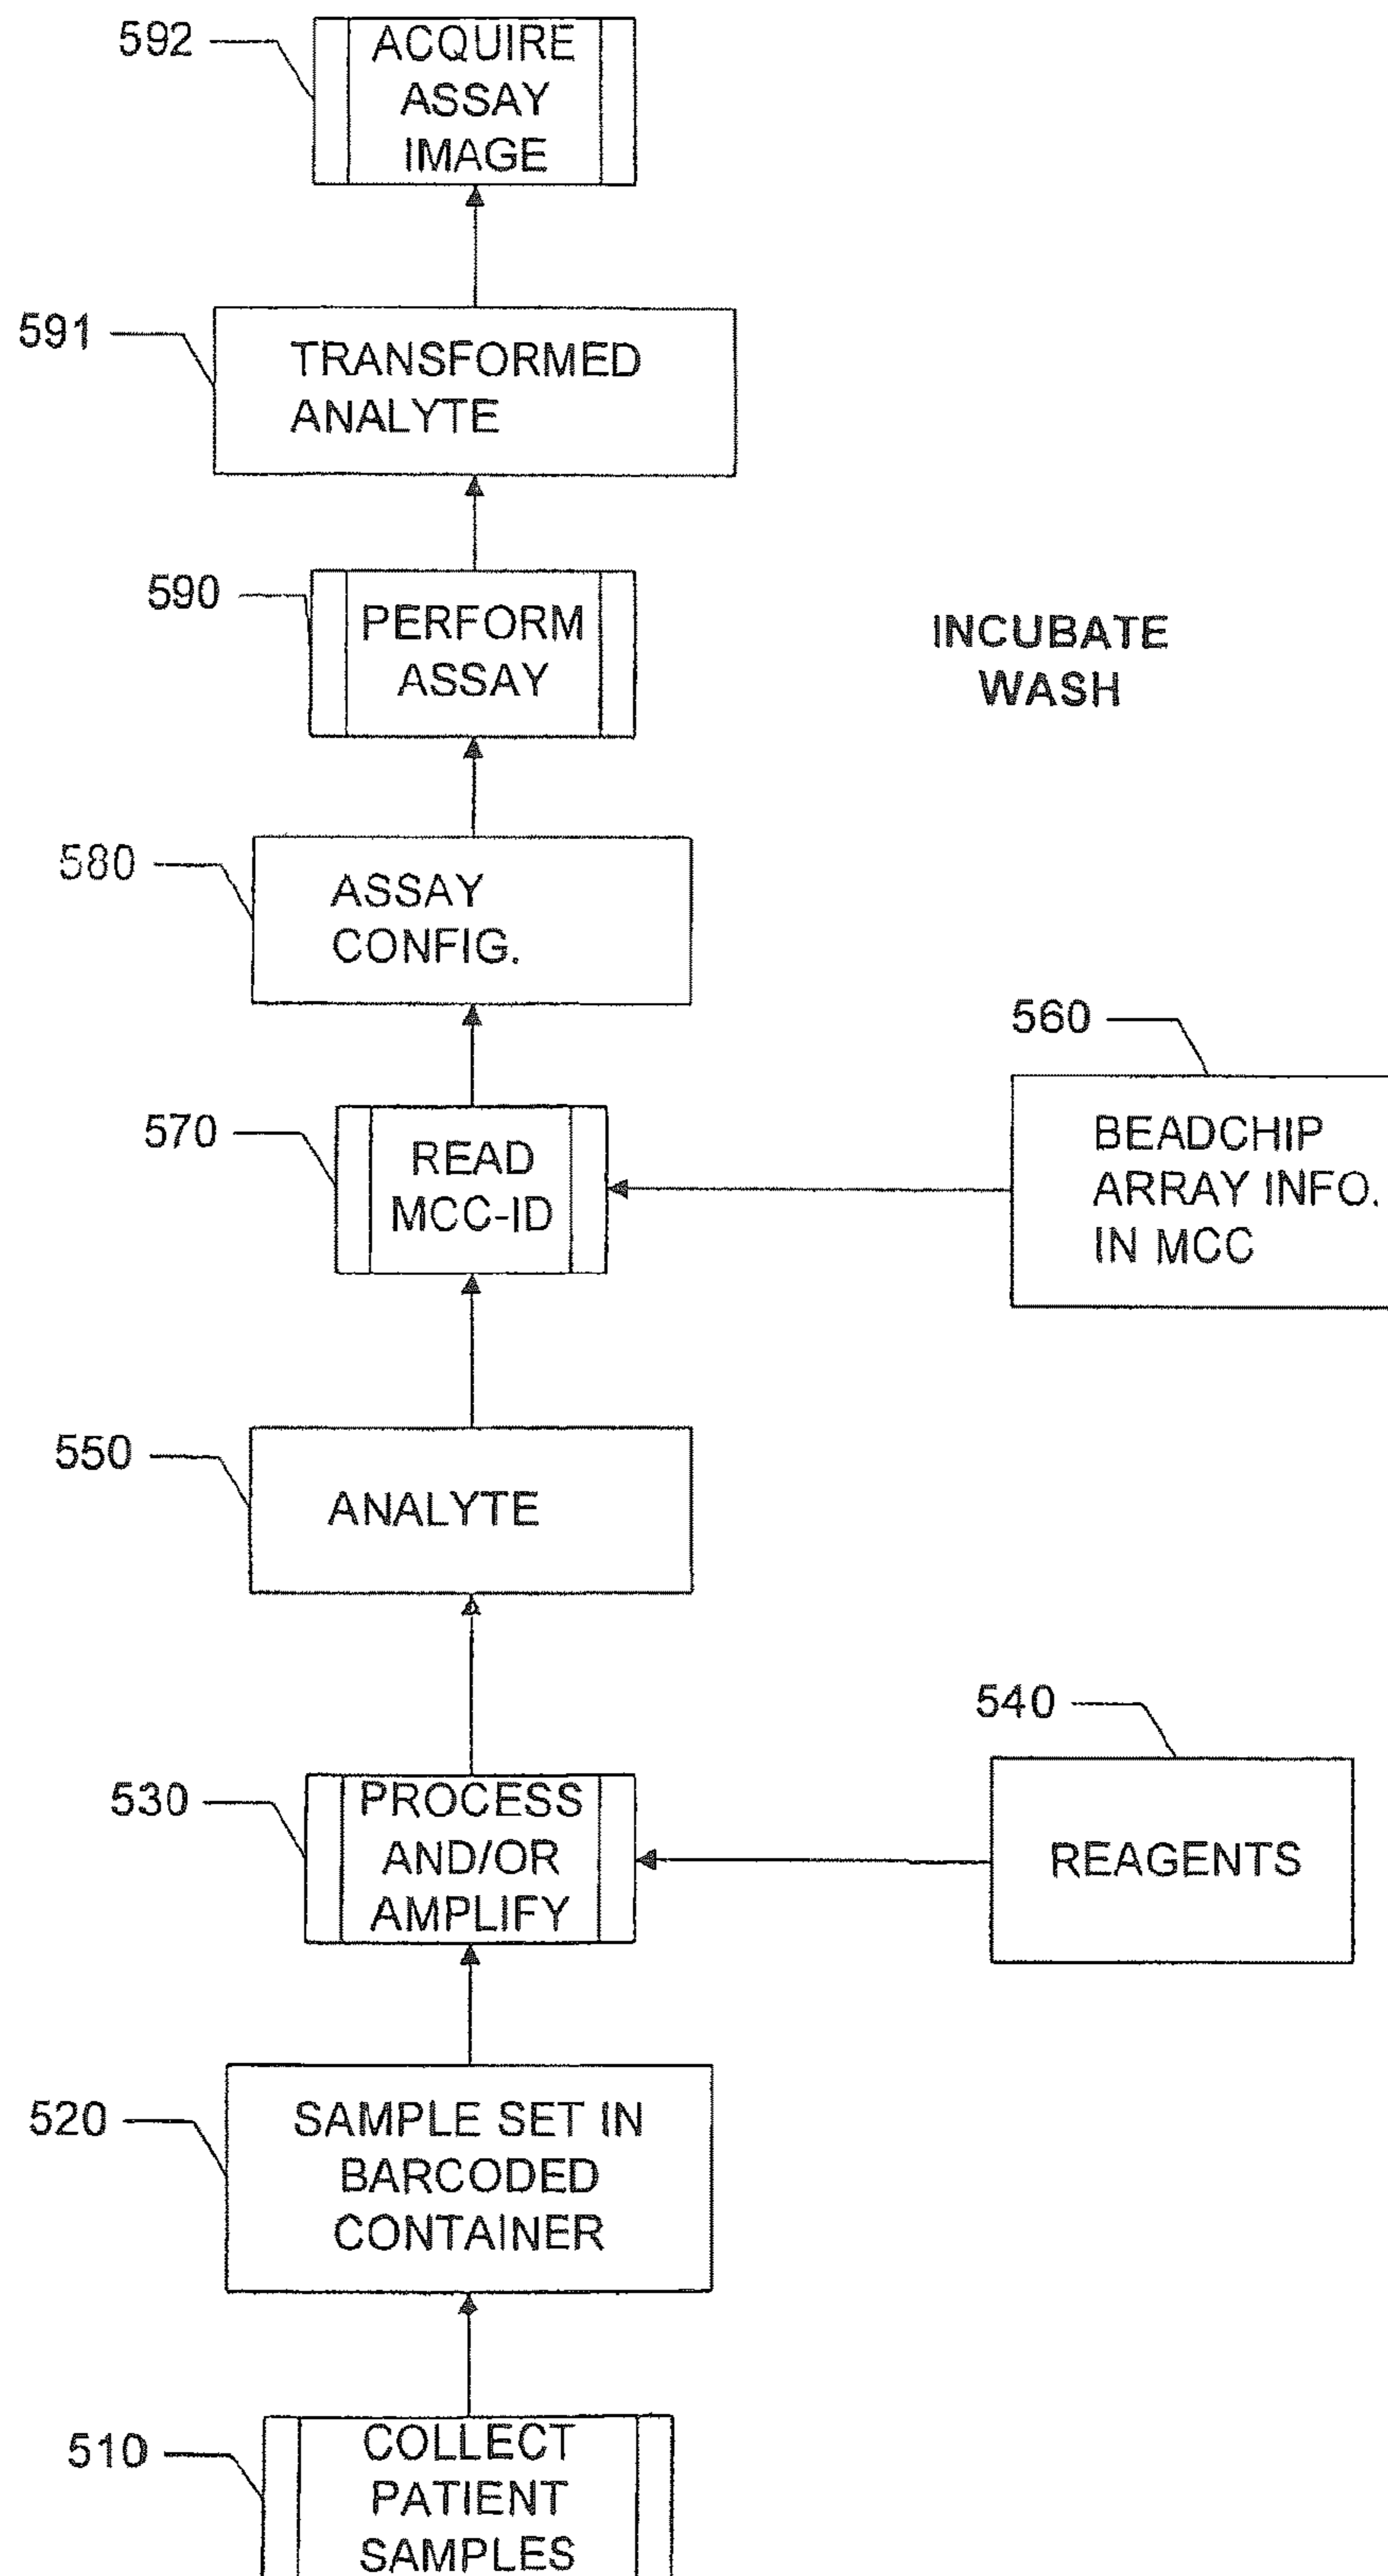 592
ACQUIRE
ASSAY
IMAGE
591
TRANSFORMED
ANALYTE
590
PERFORM
ASSAY
INCUBATE
WASH
580
ASSAY
CONFIG.
560
570
READ
MCC-ID
BEADCHIP
ARRAY INFO.
IN MCC
550
ANALYTE
540
530
PROCESS
AND/OR
AMPLIFY
REAGENTS
520
SAMPLE SET IN
BARCODED
CONTAINER
510
COLLECT
PATIENT
SAMPLES